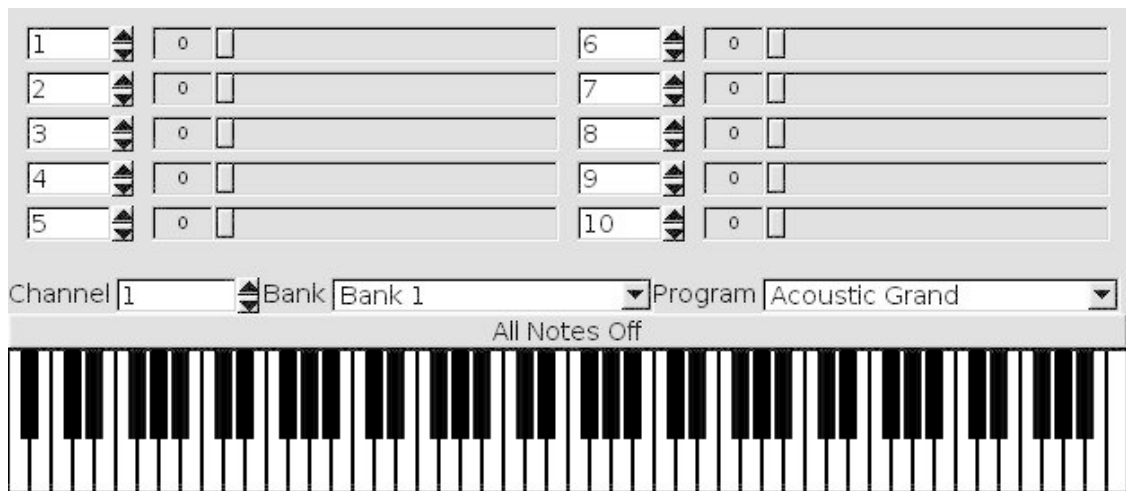 1 0 6 0
2 0 7 0
3 0 8 0
4 0 9 0
5 0 10 0
Channel 1 Bank Bank 1 Program Acoustic Grand
All Notes Off